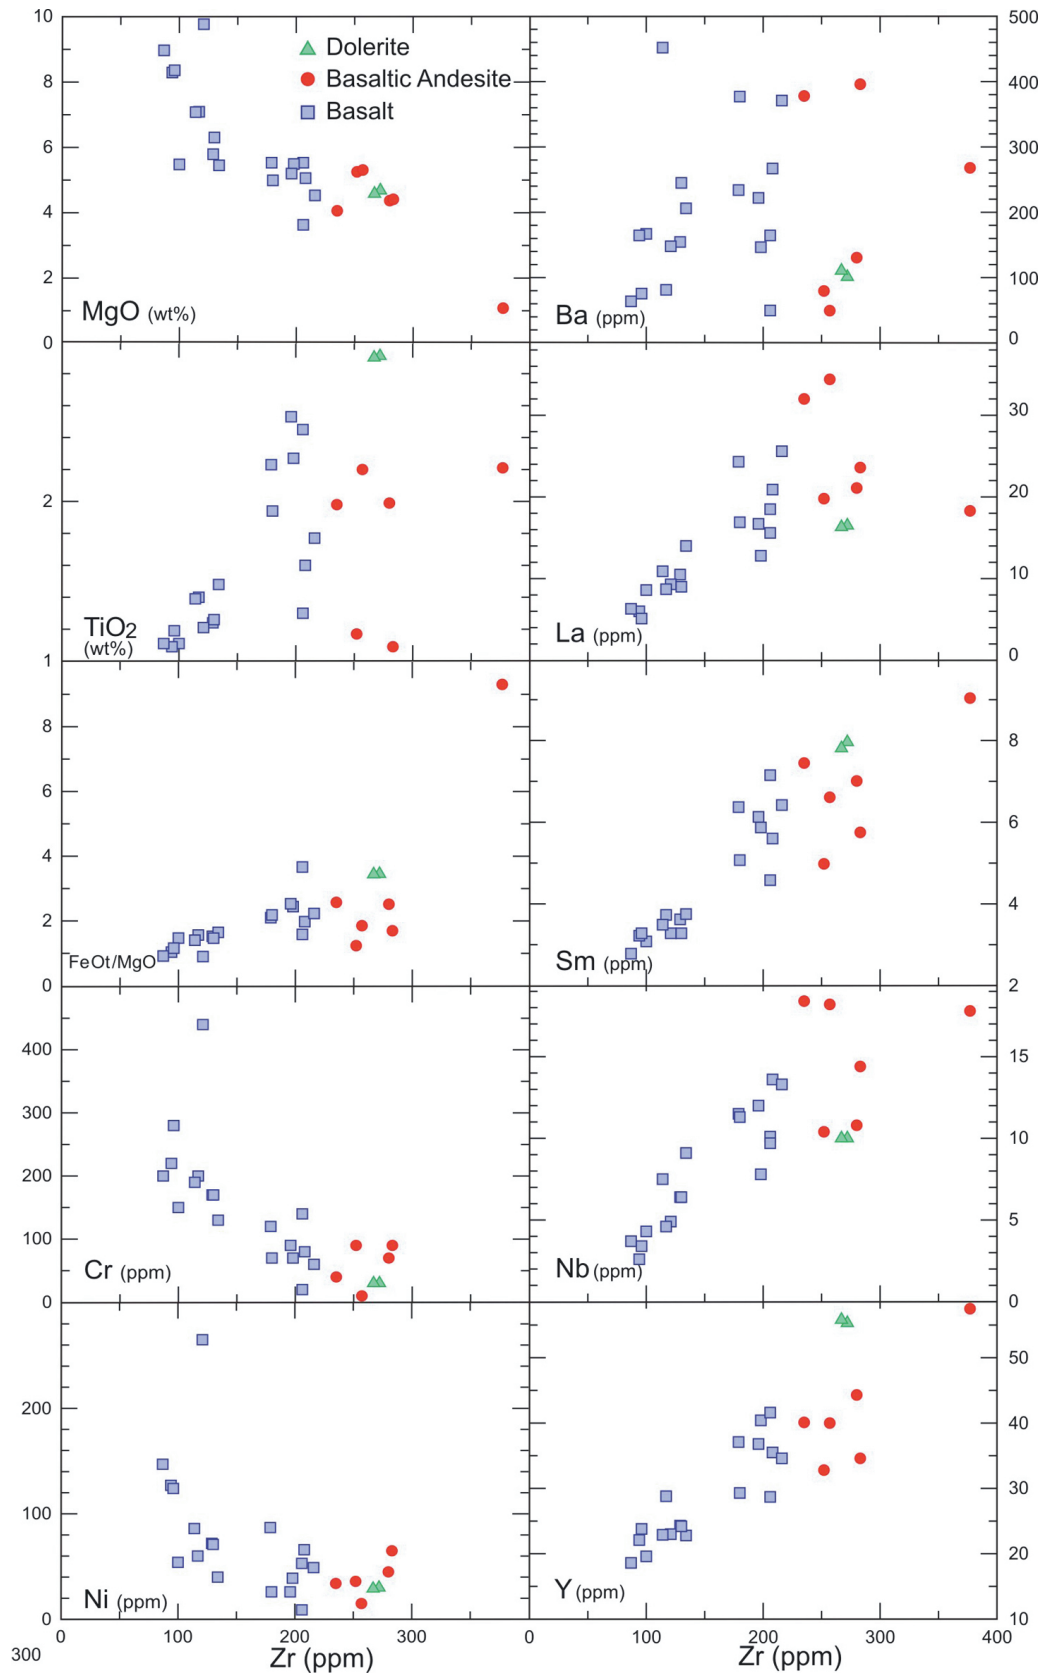 10
8
6
4
2
0
Dolerite
Basaltic Andesite
Basalt
MgO (wt%)
500
400
300
200
100
0
Ba (ppm)
2
1
TiO2
(wt%)
30
20
10
0
La (ppm)
8
6
4
2
0
FeOt/MgO
8
6
4
2
Sm (ppm)
400
300
200
100
0
Cr (ppm)
15
10
5
0
Nb (ppm)
200
100
0
Ni (ppm)
50
40
30
20
10
Y (ppm)
0 100 200 300
Zr (ppm)
0 100 200 300 400
Zr (ppm)
300